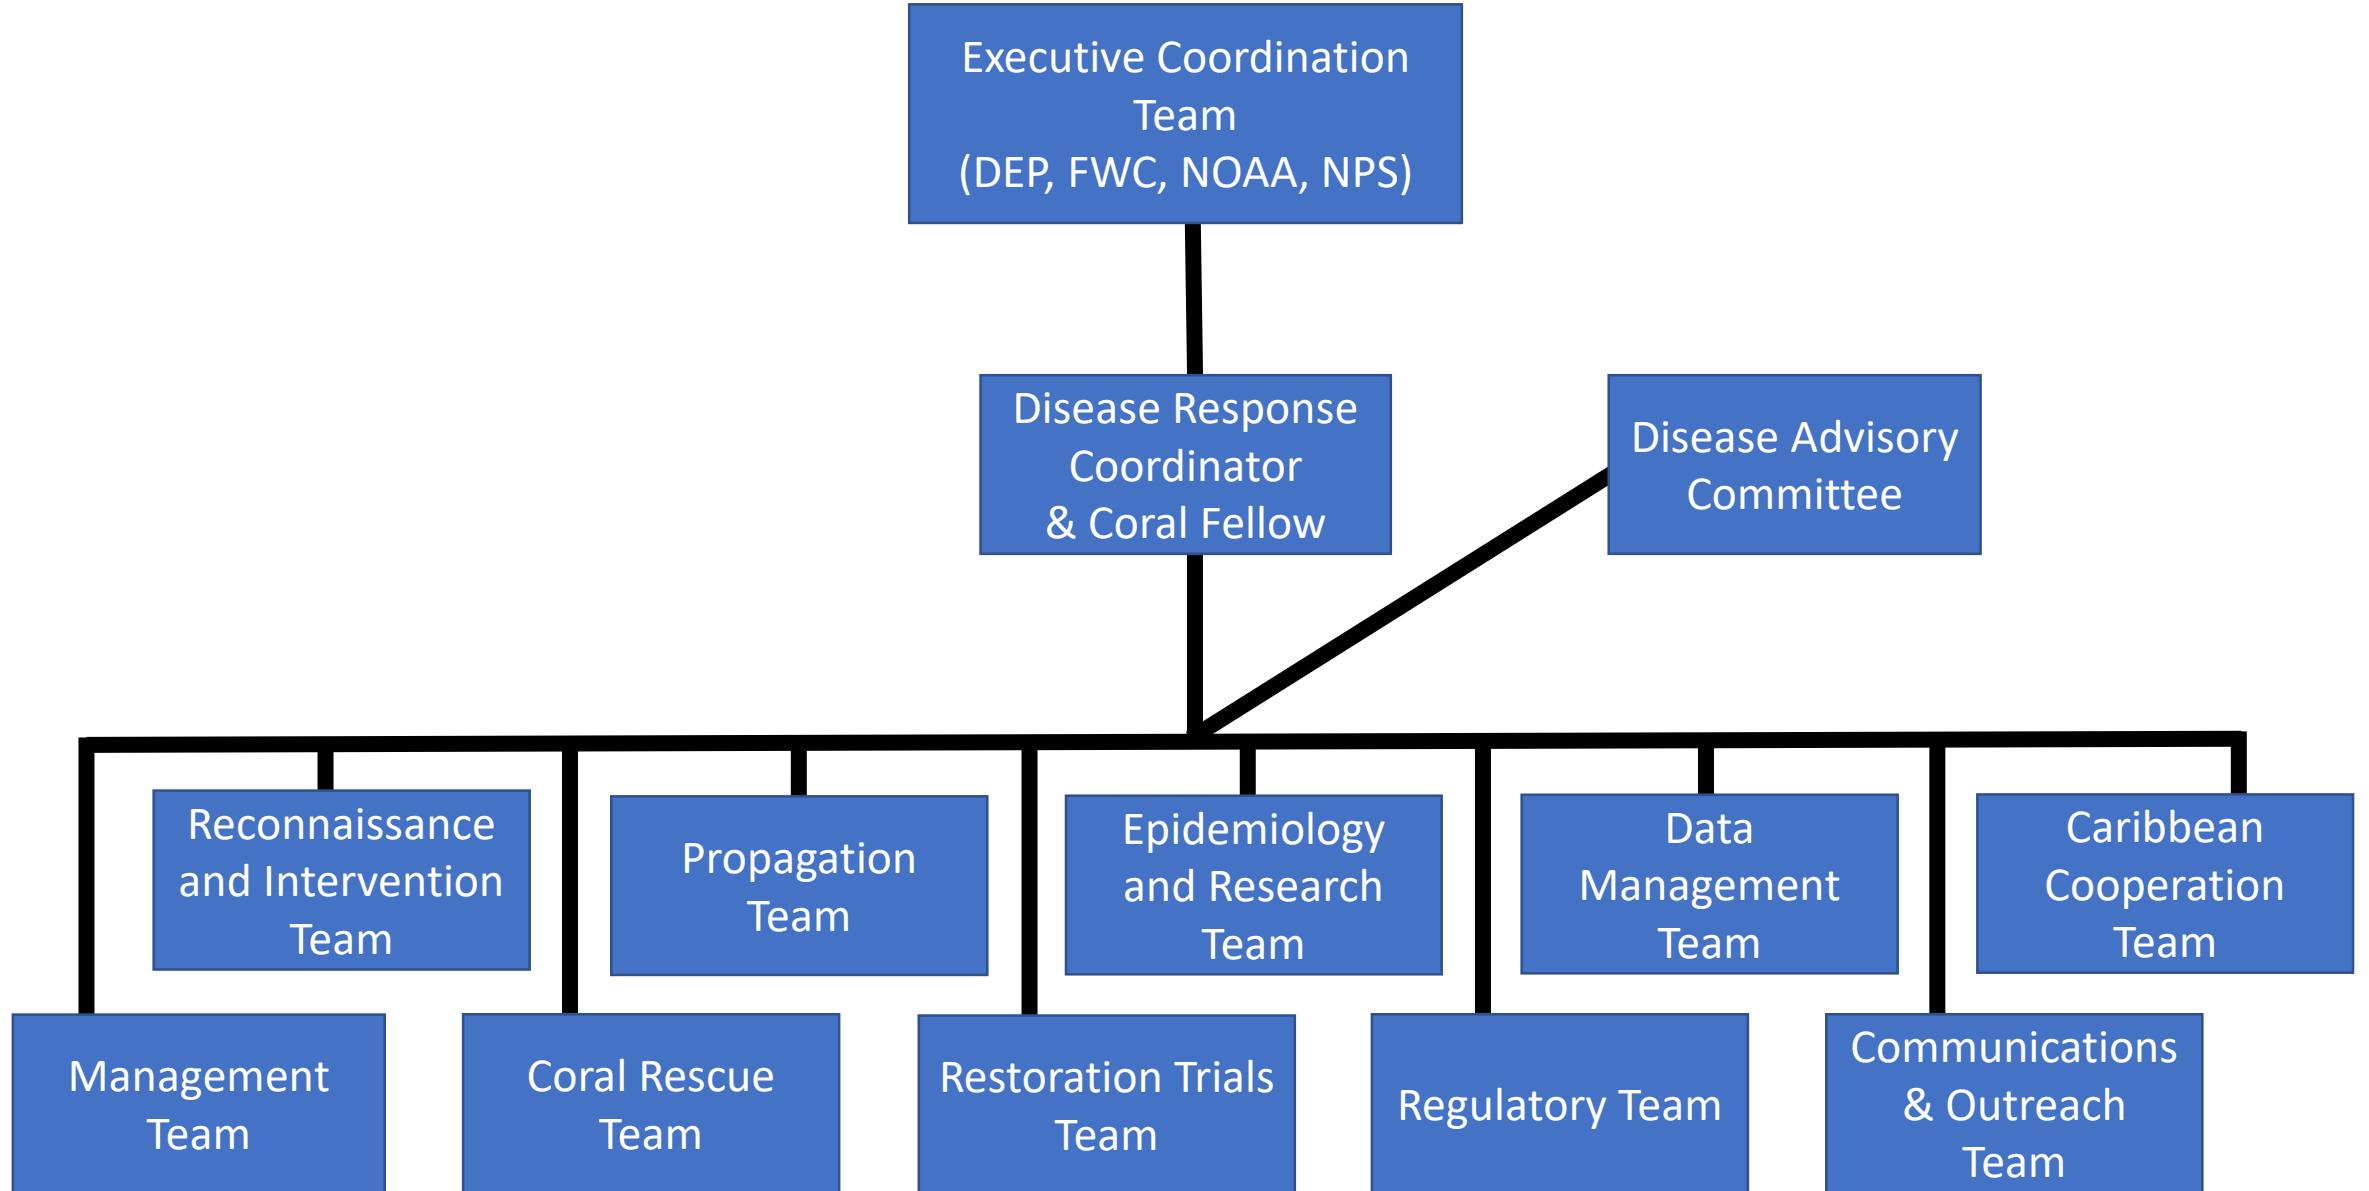 Executive Coordination
Team
(DEP, FWC, NOAA, NPS)
Disease Response
Coordinator
& Coral Fellow
Disease Advisory
Committee
Reconnaissance
and Intervention
Team
Propagation
Team
Epidemiology
and Research
Team
Data
Management
Team
Caribbean
Cooperation
Team
Management
Team
Coral Rescue
Team
Restoration Trials
Team
Regulatory Team
Communications
& Outreach
Team